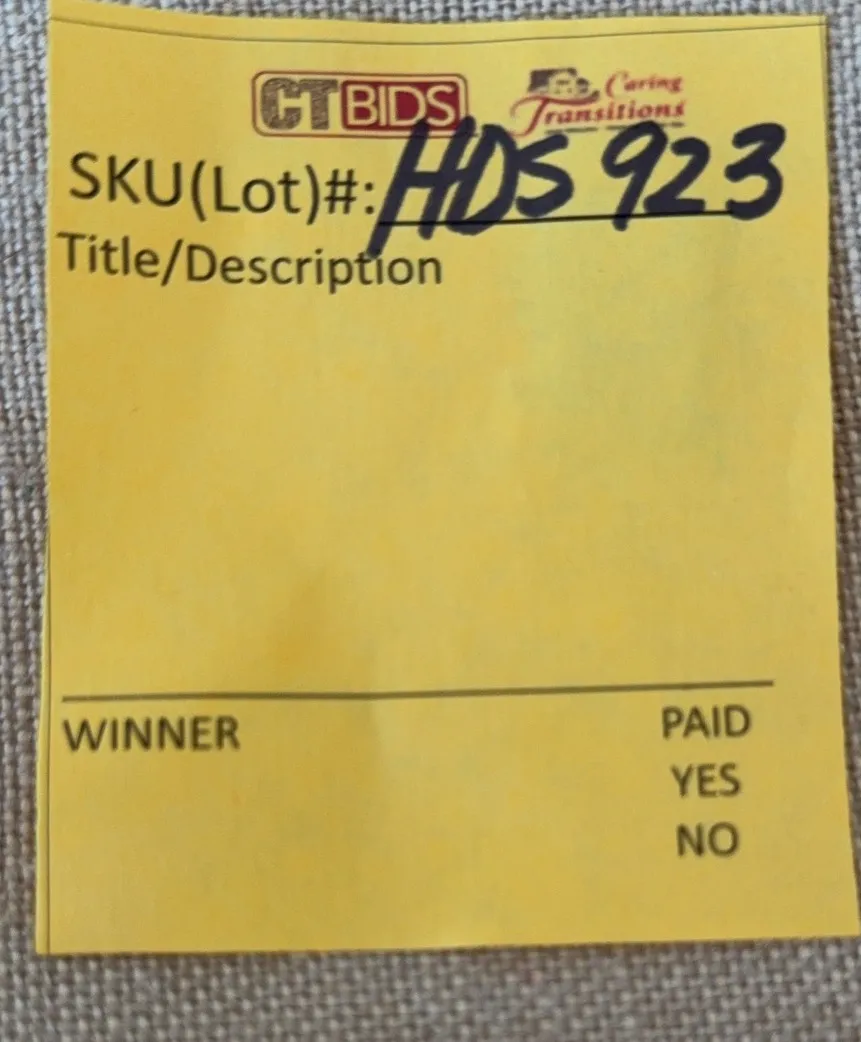 CTBIDS Caring Transitions
SKU(Lot)#: HDS 923
Title/Description
WINNER PAID
YES
NO